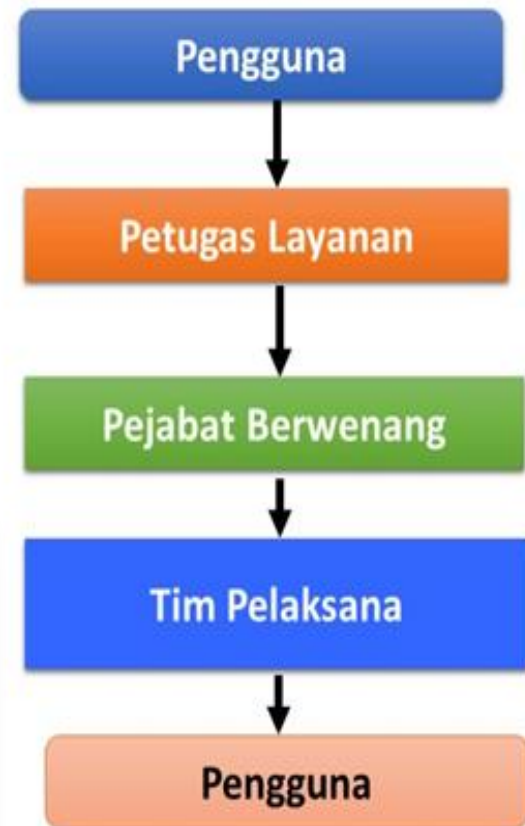 Pengguna
Petugas Layanan
Pejabat Berwenang
Tim Pelaksana
Pengguna